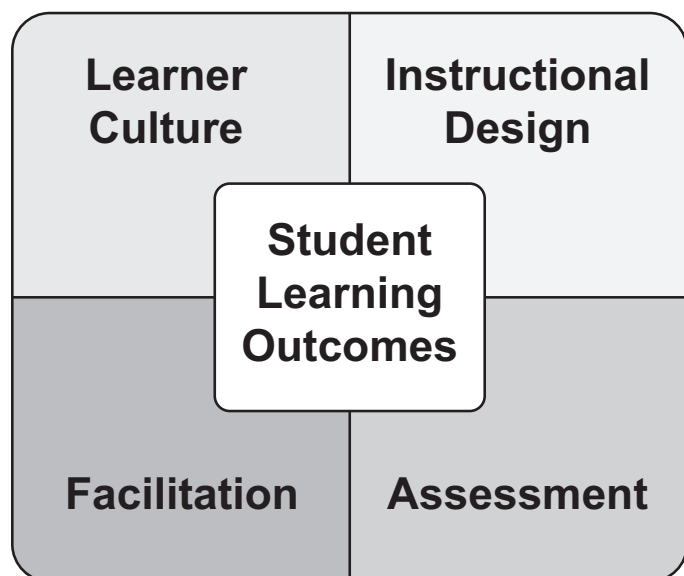 Learner
Culture
Instructional
Design
Student
Learning
Outcomes
Facilitation
Assessment